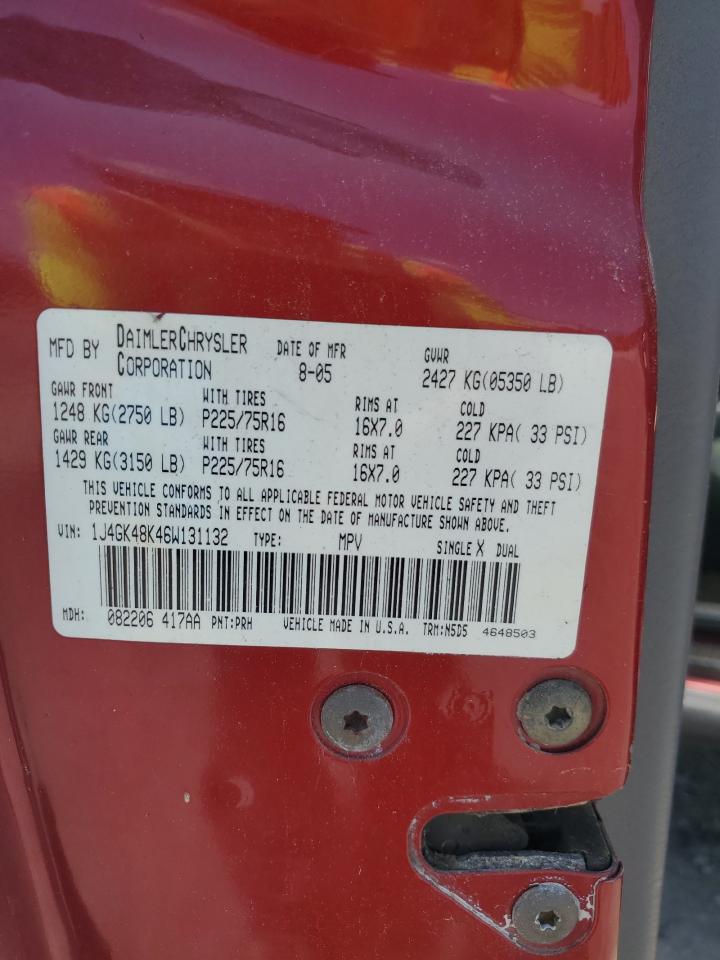 MFD BY DAIMLERCHRYSLER CORPORATION DATE OF MFR 8-05 GVWR 2427 KG(05350 LB)
GAWR FRONT WITH TIRES RIMS AT COLD
1248 KG(2750 LB) P225/75R16 16X7.0 227 KPA( 33 PSI)
GAWR REAR WITH TIRES RIMS AT COLD
1429 KG(3150 LB) P225/75R16 16X7.0 227 KPA( 33 PSI)
THIS VEHICLE CONFORMS TO ALL APPLICABLE FEDERAL MOTOR VEHICLE SAFETY AND THEFT
PREVENTION STANDARDS IN EFFECT ON THE DATE OF MANUFACTURE SHOWN ABOVE.
VIN: 1J4GK48K46W131132 TYPE: MPV SINGLE X DUAL
MDH: 082206 417AA PNT:PRH VEHICLE MADE IN U.S.A. TRM:N5D5 4648503